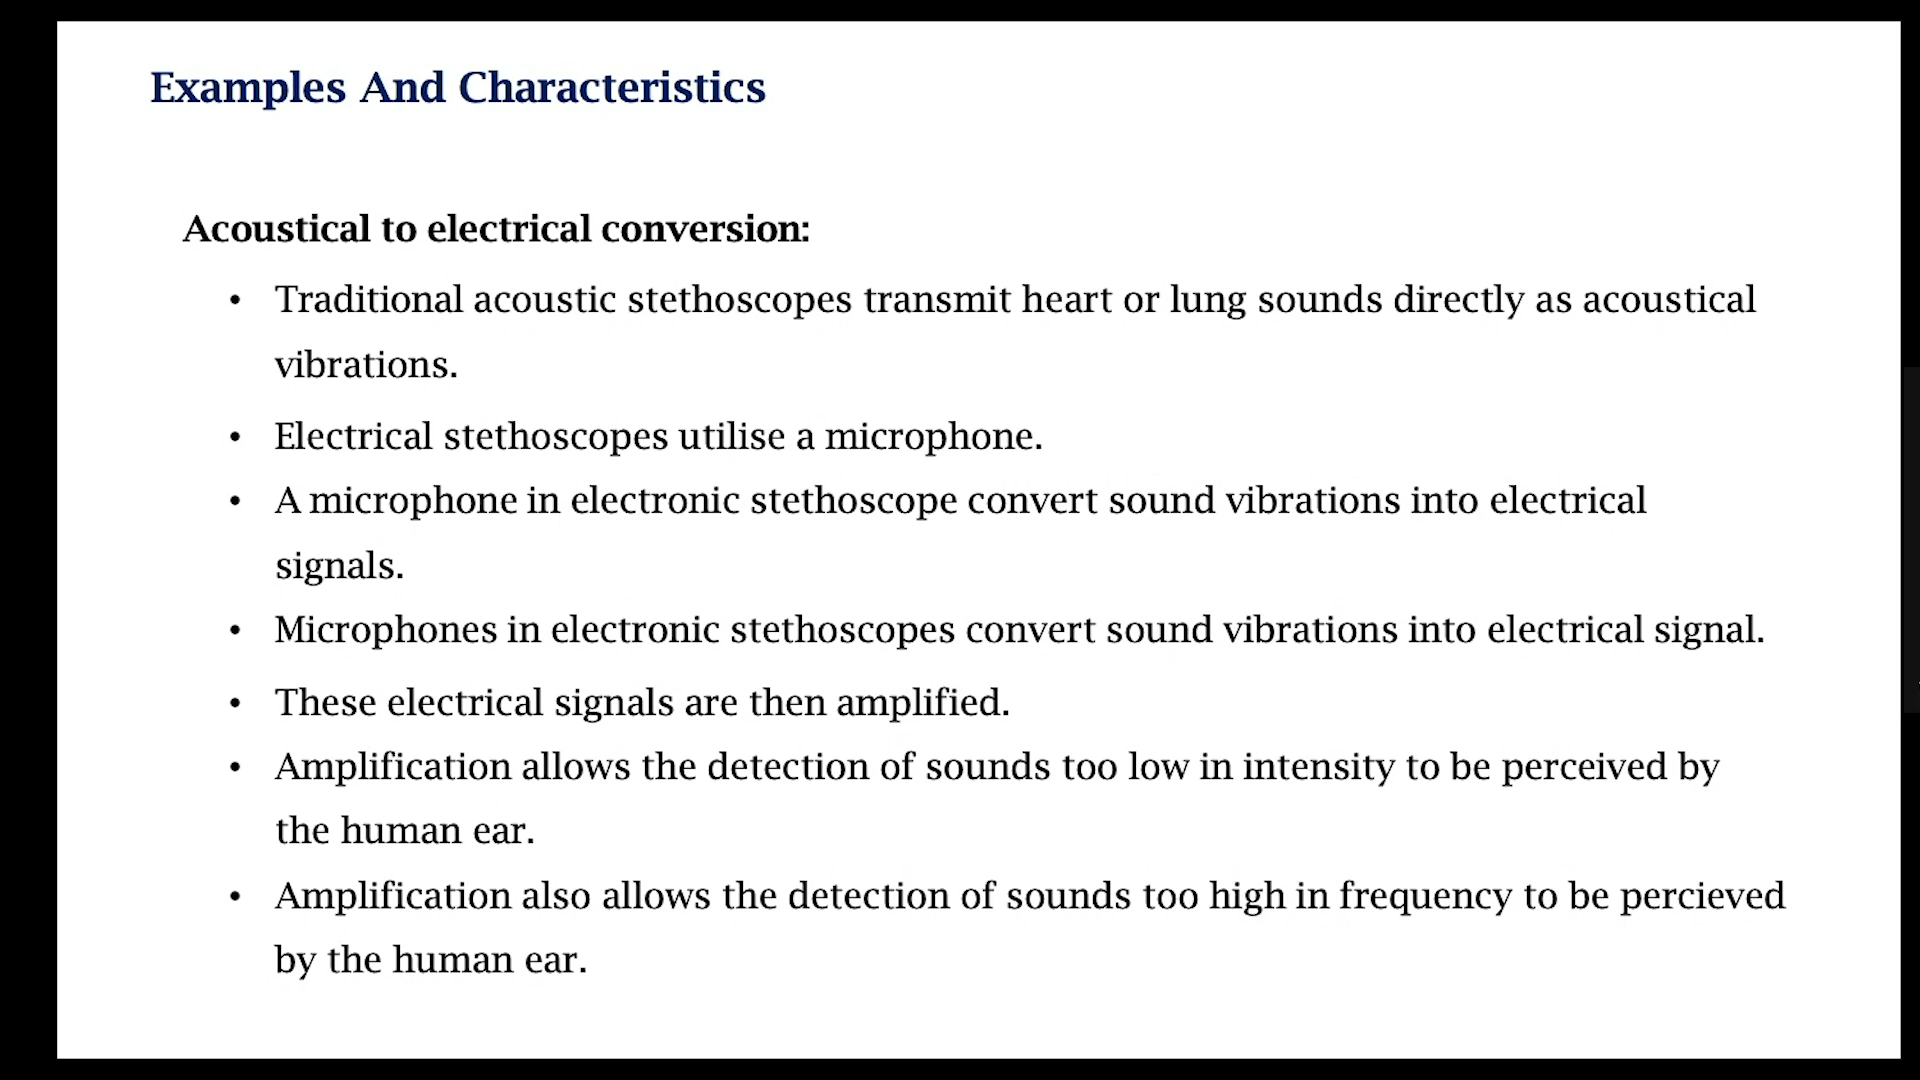 Examples And Characteristics
Acoustical to electrical conversion:
• Traditional acoustic stethoscopes transmit heart or lung sounds directly as acoustical
vibrations.
• Electrical stethoscopes utilise a microphone.
• A microphone in electronic stethoscope convert sound vibrations into electrical
signals.
• Microphones in electronic stethoscopes convert sound vibrations into electrical signal.
• These electrical signals are then amplified.
• Amplification allows the detection of sounds too low in intensity to be perceived by
the human ear.
• Amplification also allows the detection of sounds too high in frequency to be percieved
by the human ear.